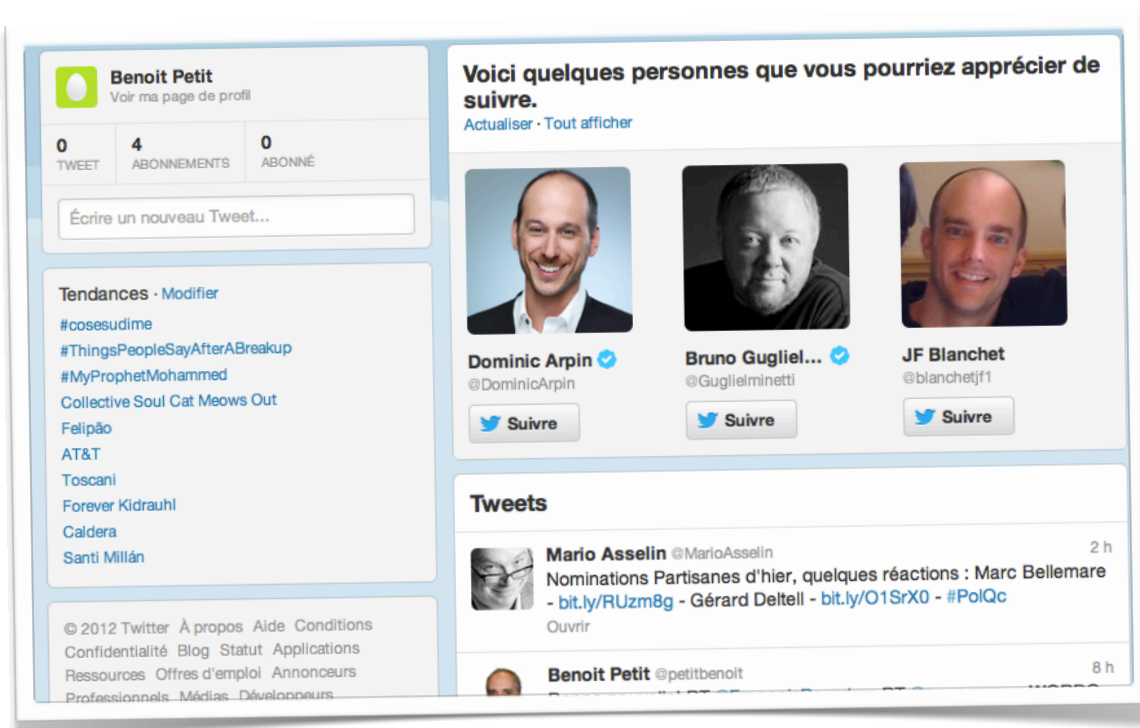 Benoit Petit
Voir ma page de profil
0
TWEET
4
ABONNEMENTS
0
ABONNÉ
Écrire un nouveau Tweet...
Tendances · Modifier
#cosesudime
#ThingsPeopleSayAfterABreakup
#MyProphetMohammed
Collective Soul Cat Meows Out
Felipão
AT&T
Toscani
Forever Kidrauhl
Caldera
Santi Millán
© 2012 Twitter À propos Aide Conditions
Confidentialité Blog Statut Applications
Ressources Offres d'emploi Annonceurs
Professionnels Médias Développeurs
Voici quelques personnes que vous pourriez apprécier de
suivre.
Actualiser · Tout afficher
Dominic Arpin
@DominicArpin
Suivre
Bruno Gugliel...
@Guglielminetti
Suivre
JF Blanchet
@blanchetjf1
Suivre
Tweets
Mario Asselin @MarioAsselin 2 h
Nominations Partisanes d'hier, quelques réactions : Marc Bellemare
- bit.ly/RUzm8g - Gérard Deltell - bit.ly/O1SrX0 - #PolQc
Ouvrir
Benoit Petit @petitbenoit 8 h